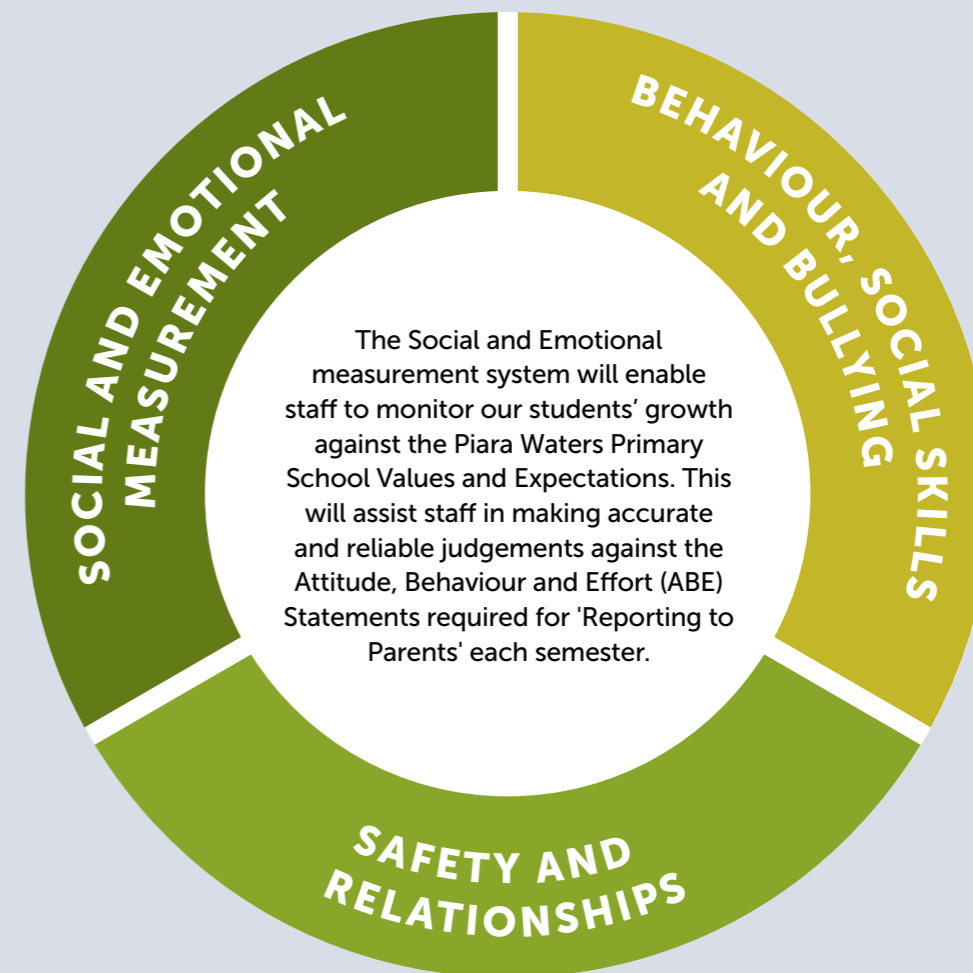 SOCIAL AND EMOTIONAL
MEASUREMENT
BEHAVIOUR, SOCIAL SKILLS
AND BULLYING
The Social and Emotional
measurement system will enable
staff to monitor our students’ growth
against the Piara Waters Primary
School Values and Expectations. This
will assist staff in making accurate
and reliable judgements against the
Attitude, Behaviour and Effort (ABE)
Statements required for 'Reporting to
Parents' each semester.
SAFETY AND
RELATIONSHIPS